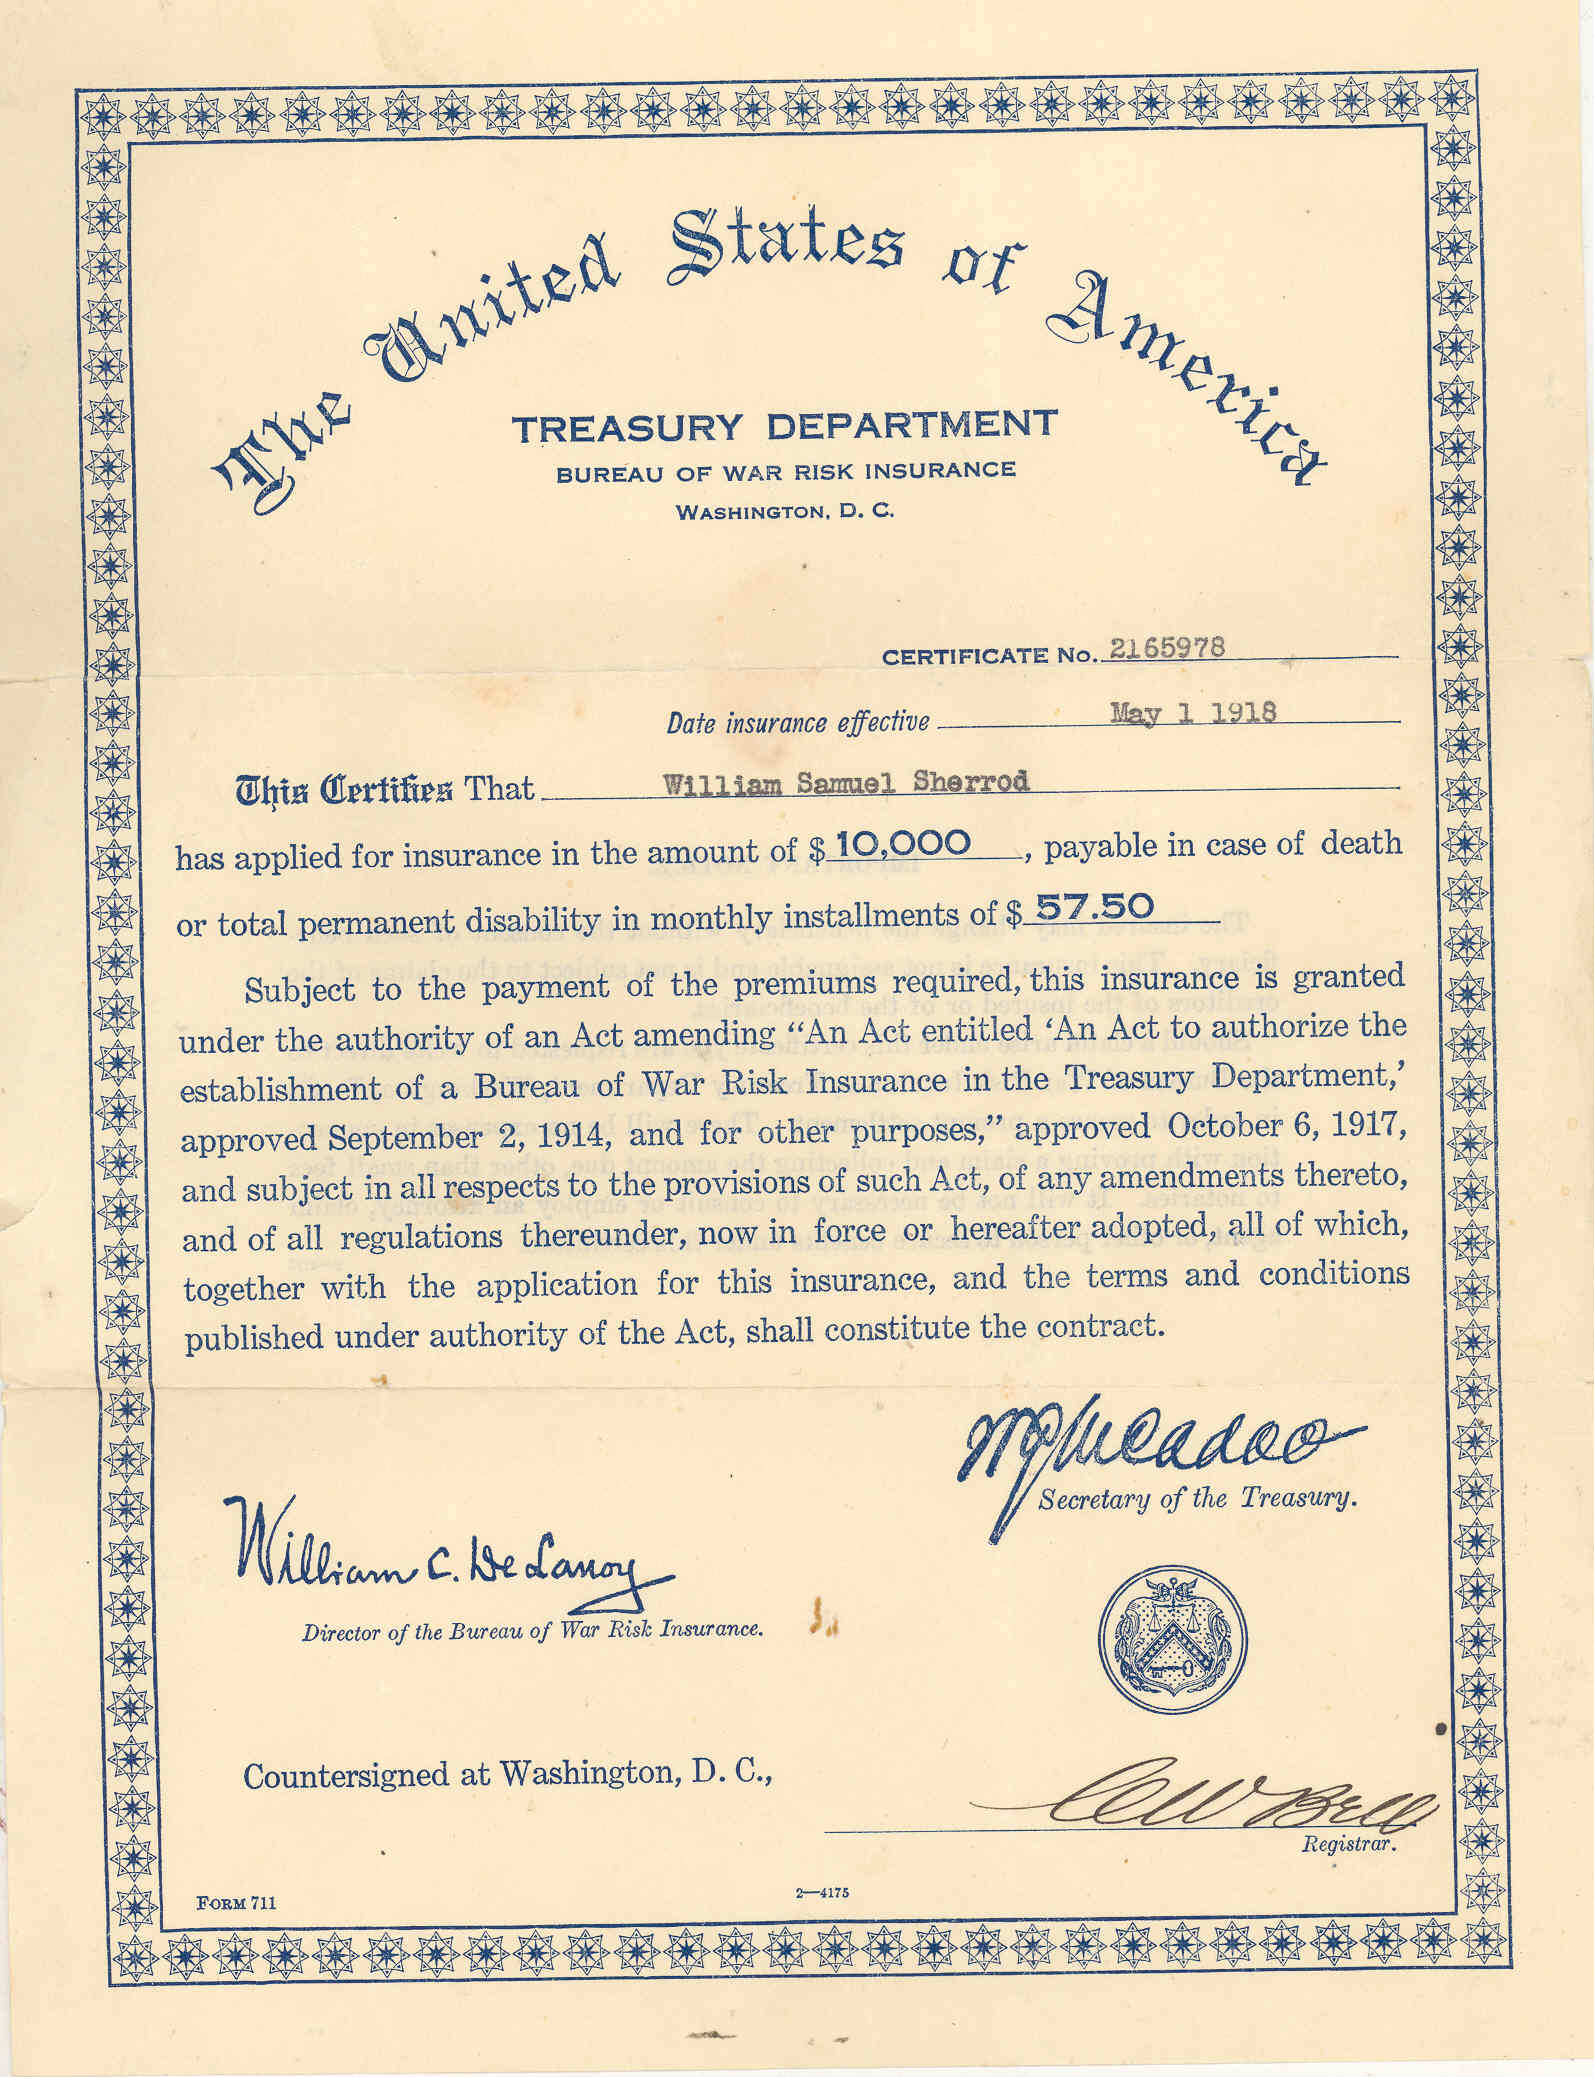 The United States of America
TREASURY DEPARTMENT
BUREAU OF WAR RISK INSURANCE
WASHINGTON, D. C.
CERTIFICATE No. 2165978
Date insurance effective May 1 1918
This Certifies That William Samuel Sherrod
has applied for insurance in the amount of $ 10,000, payable in case of death
or total permanent disability in monthly installments of $ 57.50
Subject to the payment of the premiums required, this insurance is granted
under the authority of an Act amending “An Act entitled ‘An Act to authorize the
establishment of a Bureau of War Risk Insurance in the Treasury Department,’
approved September 2, 1914, and for other purposes,” approved October 6, 1917,
and subject in all respects to the provisions of such Act, of any amendments thereto,
and of all regulations thereunder, now in force or hereafter adopted, all of which,
together with the application for this insurance, and the terms and conditions
published under authority of the Act, shall constitute the contract.
W G McAdoo
Secretary of the Treasury.
William C. De Lanoy
Director of the Bureau of War Risk Insurance.
Countersigned at Washington, D. C.,
C W Bell
Registrar.
FORM 711
2—4175